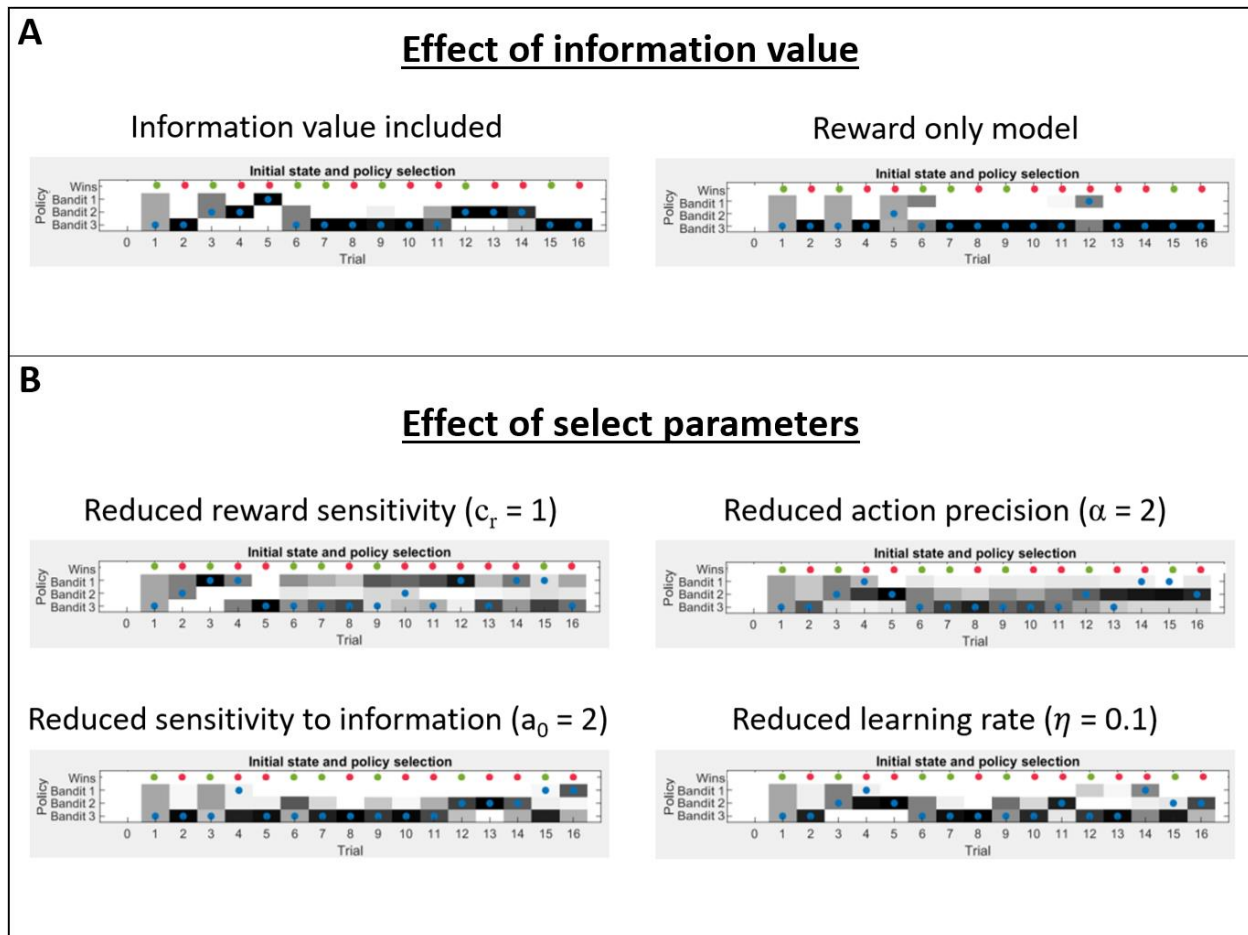 A
Effect of information value
Information value included
Initial state and policy selection
Policy
Wins
Bandit 1
Bandit 2
Bandit 3
0 1 2 3 4 5 6 7 8 9 10 11 12 13 14 15 16
Trial
Reward only model
Initial state and policy selection
Policy
Wins
Bandit 1
Bandit 2
Bandit 3
0 1 2 3 4 5 6 7 8 9 10 11 12 13 14 15 16
Trial
B
Effect of select parameters
Reduced reward sensitivity (cᵣ = 1)
Initial state and policy selection
Policy
Wins
Bandit 1
Bandit 2
Bandit 3
0 1 2 3 4 5 6 7 8 9 10 11 12 13 14 15 16
Trial
Reduced action precision (α = 2)
Initial state and policy selection
Policy
Wins
Bandit 1
Bandit 2
Bandit 3
0 1 2 3 4 5 6 7 8 9 10 11 12 13 14 15 16
Trial
Reduced sensitivity to information (a₀ = 2)
Initial state and policy selection
Policy
Wins
Bandit 1
Bandit 2
Bandit 3
0 1 2 3 4 5 6 7 8 9 10 11 12 13 14 15 16
Trial
Reduced learning rate (η = 0.1)
Initial state and policy selection
Policy
Wins
Bandit 1
Bandit 2
Bandit 3
0 1 2 3 4 5 6 7 8 9 10 11 12 13 14 15 16
Trial